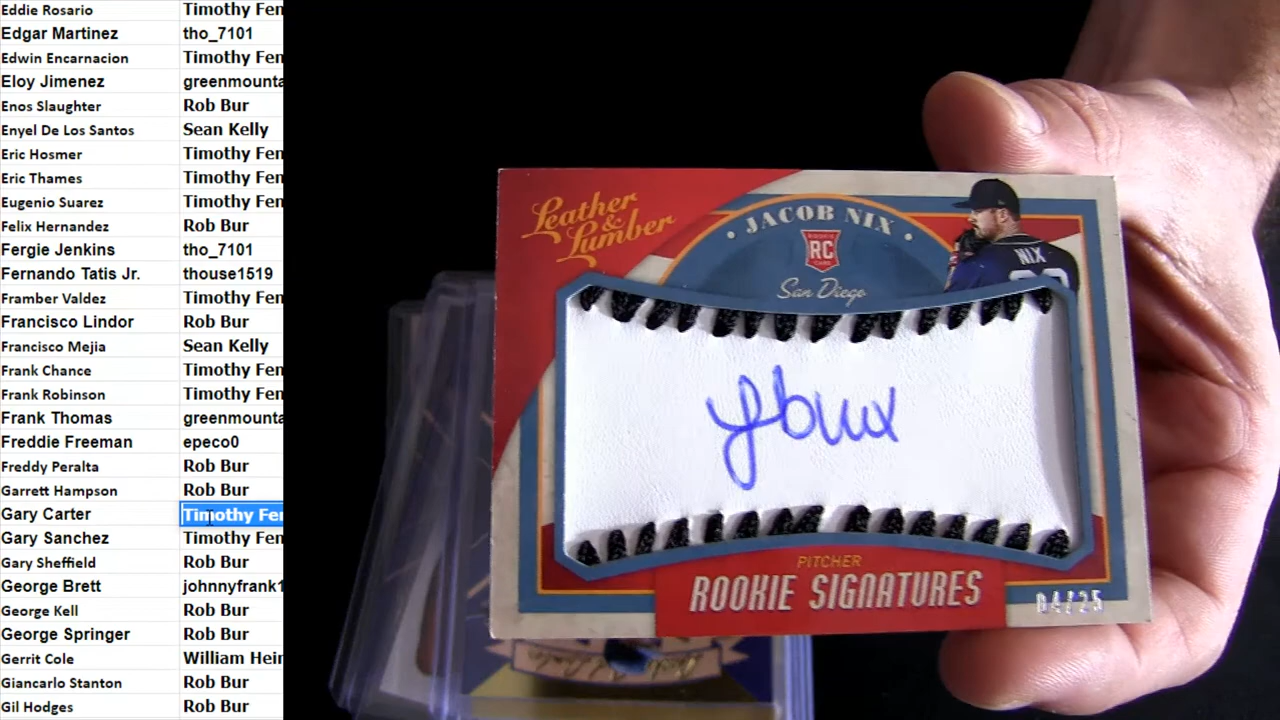 Eddie Rosario Timothy Fen
Edgar Martinez tho_7101
Edwin Encarnacion Timothy Fen
Eloy Jimenez greenmounta
Enos Slaughter Rob Bur
Enyel De Los Santos Sean Kelly
Eric Hosmer Timothy Fen
Eric Thames Timothy Fen
Eugenio Suarez Timothy Fen
Felix Hernandez Rob Bur
Fergie Jenkins tho_7101
Fernando Tatis Jr. thouse1519
Framber Valdez Timothy Fen
Francisco Lindor Rob Bur
Francisco Mejia Sean Kelly
Frank Chance Timothy Fen
Frank Robinson Timothy Fen
Frank Thomas greenmounta
Freddie Freeman epeco0
Freddy Peralta Rob Bur
Garrett Hampson Rob Bur
Gary Carter Timothy Fen
Gary Sanchez Timothy Fen
Gary Sheffield Rob Bur
George Brett johnnyfrank1
George Kell Rob Bur
George Springer Rob Bur
Gerrit Cole William Hein
Giancarlo Stanton Rob Bur
Gil Hodges Rob Bur
Leather
&
Lumber
• JACOB NIX •
ROOKIE
RC
CARD
San Diego
NIX
PITCHER
ROOKIE SIGNATURES
04/25